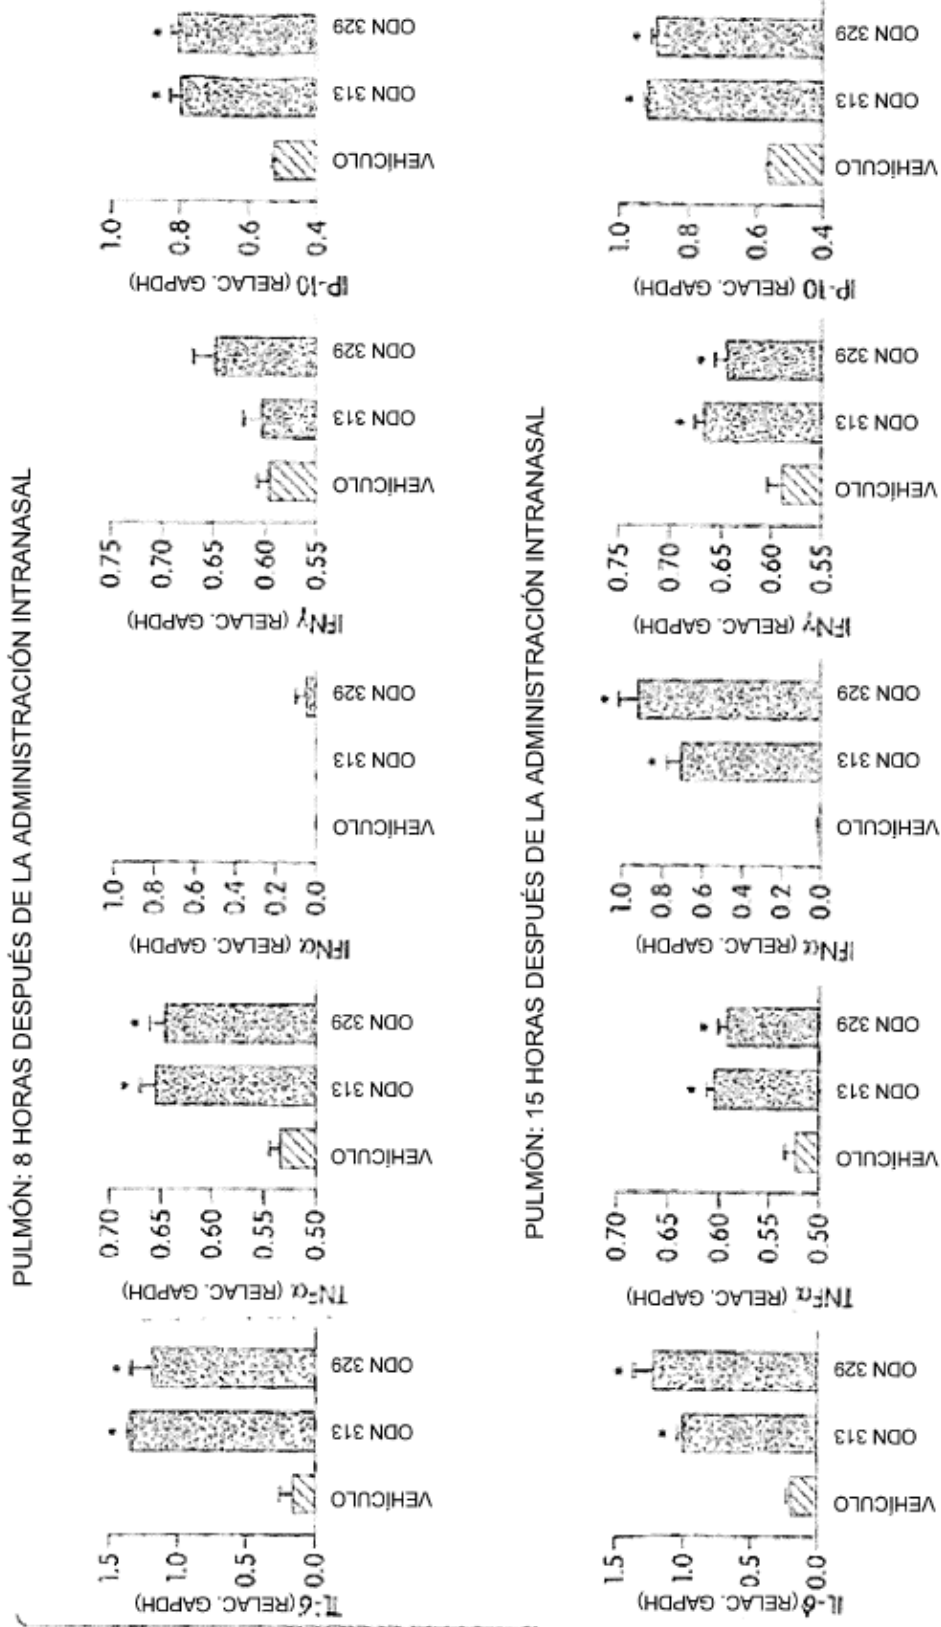 PULMÓN: 8 HORAS DESPUÉS DE LA ADMINISTRACIÓN INTRANASAL
IL-6 (RELAC. GAPDH)
1.5
1.0
0.5
0.0
VEHÍCULO
ODN 313
ODN 329
TNFα (RELAC. GAPDH)
0.70
0.65
0.60
0.55
0.50
VEHÍCULO
ODN 313
ODN 329
IFNα (RELAC. GAPDH)
1.0
0.8
0.6
0.4
0.2
0.0
VEHÍCULO
ODN 313
ODN 329
IFNγ (RELAC. GAPDH)
0.75
0.70
0.65
0.60
0.55
VEHÍCULO
ODN 313
ODN 329
IP-10 (RELAC. GAPDH)
1.0
0.8
0.6
0.4
VEHÍCULO
ODN 313
ODN 329
PULMÓN: 15 HORAS DESPUÉS DE LA ADMINISTRACIÓN INTRANASAL
IL-6 (RELAC. GAPDH)
1.5
1.0
0.5
0.0
VEHÍCULO
ODN 313
ODN 329
TNFα (RELAC. GAPDH)
0.70
0.65
0.60
0.55
0.50
VEHÍCULO
ODN 313
ODN 329
IFNα (RELAC. GAPDH)
1.0
0.8
0.6
0.4
0.2
0.0
VEHÍCULO
ODN 313
ODN 329
IFNγ (RELAC. GAPDH)
0.75
0.70
0.65
0.60
0.55
VEHÍCULO
ODN 313
ODN 329
IP-10 (RELAC. GAPDH)
1.0
0.8
0.6
0.4
VEHÍCULO
ODN 313
ODN 329